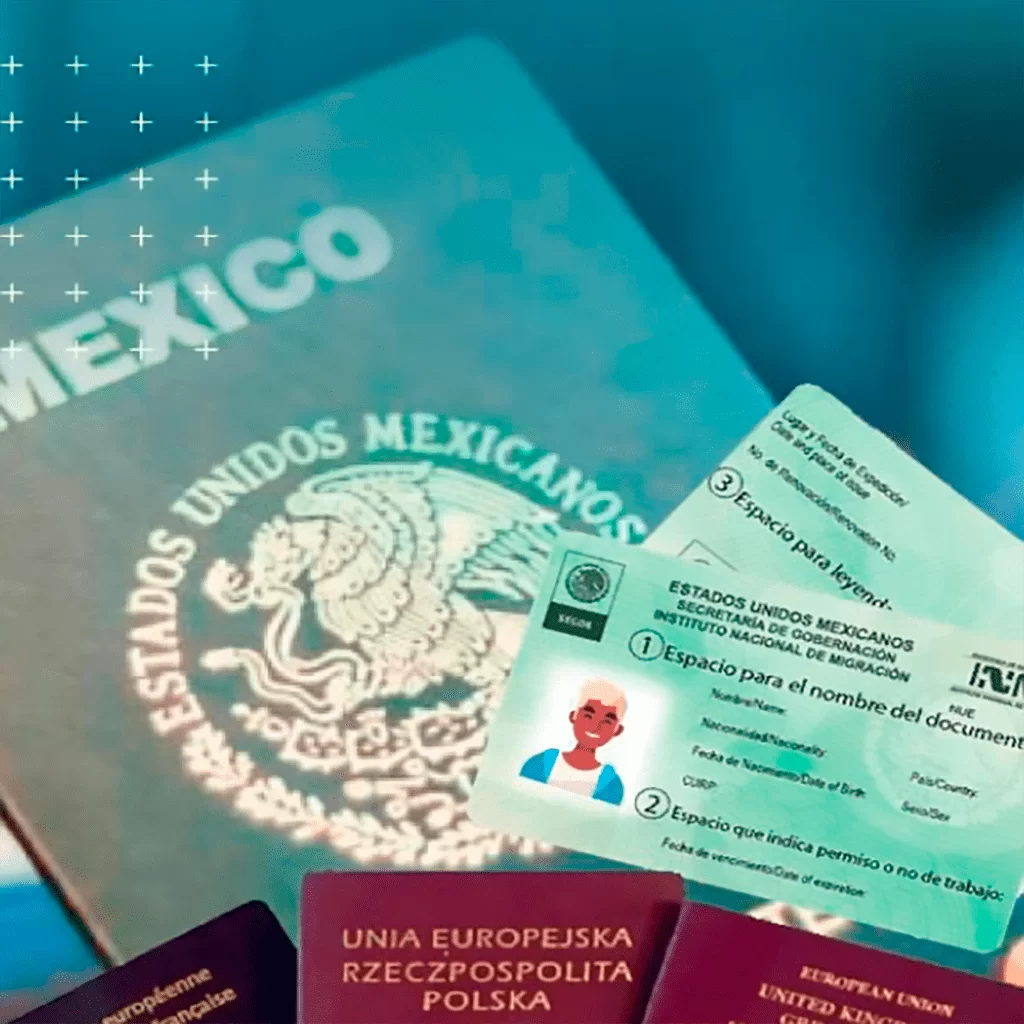 MEXICO
ESTADOS UNIDOS MEXICANOS
Lugar y Fecha de Expedición/
Date and place of issue
No. de Renovación/Renovation No.
3 Espacio para leyend
SEGOB
ESTADOS UNIDOS MEXICANOS
SECRETARÍA DE GOBERNACIÓN
INSTITUTO NACIONAL DE MIGRACIÓN
NUE
1 Espacio para el nombre del document
Nombre/Name:
Nacionalidad/Nacionality:
Fecha de Nacimiento/Date of Birth:
País/Country:
CURP:
Sexo/Sex
2 Espacio que indica permiso o no de trabajo:
Fecha de vencimiento/Date of expiration:
européenne
française
UNIA EUROPEJSKA
RZECZPOSPOLITA
POLSKA
EUROPEAN UNION
UNITED KING